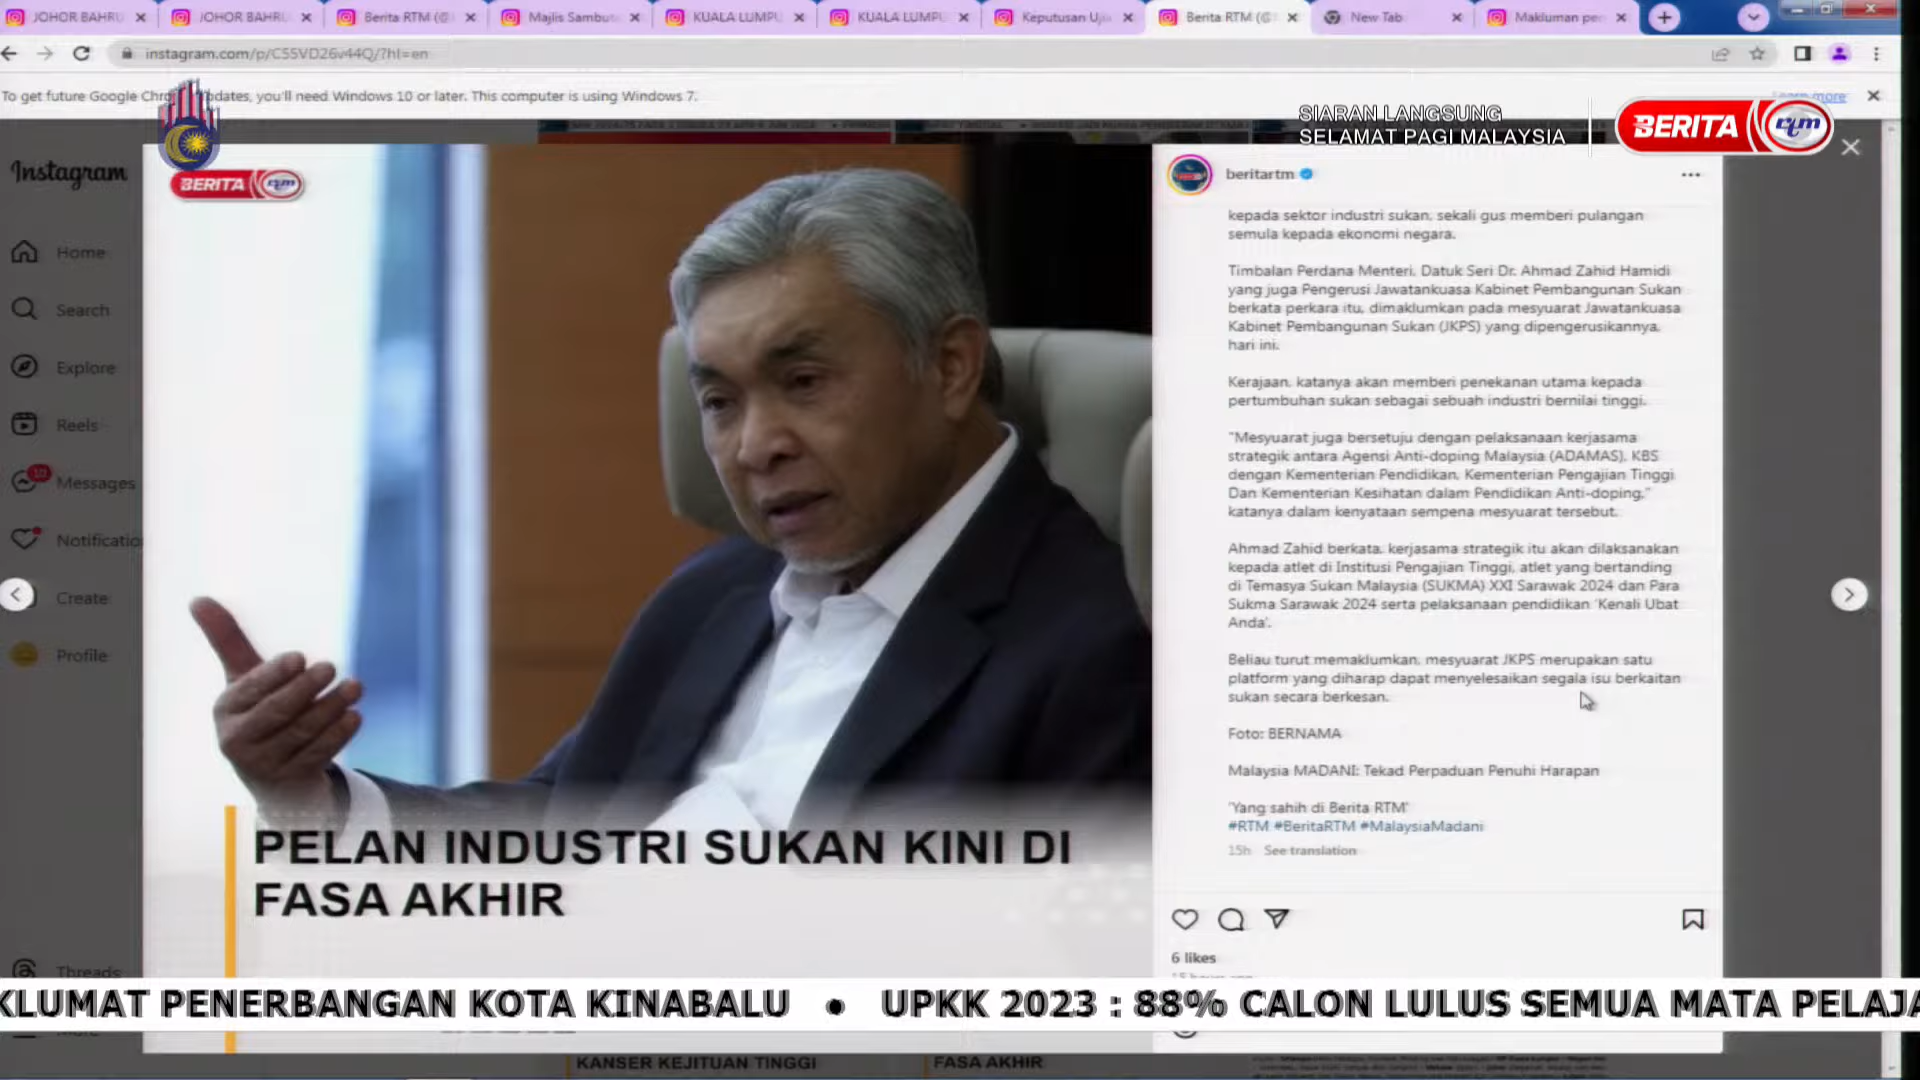 JOHOR BAHRU
JOHOR BAHRU
Berita RTM (@
Majlis Sambut
KUALA LUMPU
KUALA LUMPU
Keputusan Uji
Berita RTM (@
New Tab
Makluman pe
instagram.com/p/C55VD26v44Q/?hl=en
To get future Google Chrome updates, you'll need Windows 10 or later. This computer is using Windows 7.
Learn more
SIARAN LANGSUNG
SELAMAT PAGI MALAYSIA
BERITA rtm
Instagram
Home
Search
Explore
Reels
Messages
Notificatio
Create
Profile
Threads
BERITA rtm
PELAN INDUSTRI SUKAN KINI DI
FASA AKHIR
beritartm
kepada sektor industri sukan, sekali gus memberi pulangan
semula kepada ekonomi negara.
Timbalan Perdana Menteri, Datuk Seri Dr. Ahmad Zahid Hamidi
yang juga Pengerusi Jawatankuasa Kabinet Pembangunan Sukan
berkata perkara itu, dimaklumkan pada mesyuarat Jawatankuasa
Kabinet Pembangunan Sukan (JKPS) yang dipengerusikannya,
hari ini.
Kerajaan, katanya akan memberi penekanan utama kepada
pertumbuhan sukan sebagai sebuah industri bernilai tinggi.
"Mesyuarat juga bersetuju dengan pelaksanaan kerjasama
strategik antara Agensi Anti-doping Malaysia (ADAMAS), KBS
dengan Kementerian Pendidikan, Kementerian Pengajian Tinggi
Dan Kementerian Kesihatan dalam Pendidikan Anti-doping,"
katanya dalam kenyataan sempena mesyuarat tersebut.
Ahmad Zahid berkata, kerjasama strategik itu akan dilaksanakan
kepada atlet di Institusi Pengajian Tinggi, atlet yang bertanding
di Temasya Sukan Malaysia (SUKMA) XXI Sarawak 2024 dan Para
Sukma Sarawak 2024 serta pelaksanaan pendidikan 'Kenali Ubat
Anda'.
Beliau turut memaklumkan, mesyuarat JKPS merupakan satu
platform yang diharap dapat menyelesaikan segala isu berkaitan
sukan secara berkesan.
Foto: BERNAMA
Malaysia MADANI: Tekad Perpaduan Penuhi Harapan
'Yang sahih di Berita RTM'
#RTM #BeritaRTM #MalaysiaMadani
15h See translation
6 likes
KLUMAT PENERBANGAN KOTA KINABALU • UPKK 2023 : 88% CALON LULUS SEMUA MATA PELAJA
KANSER KEJITUAN TINGGI
FASA AKHIR